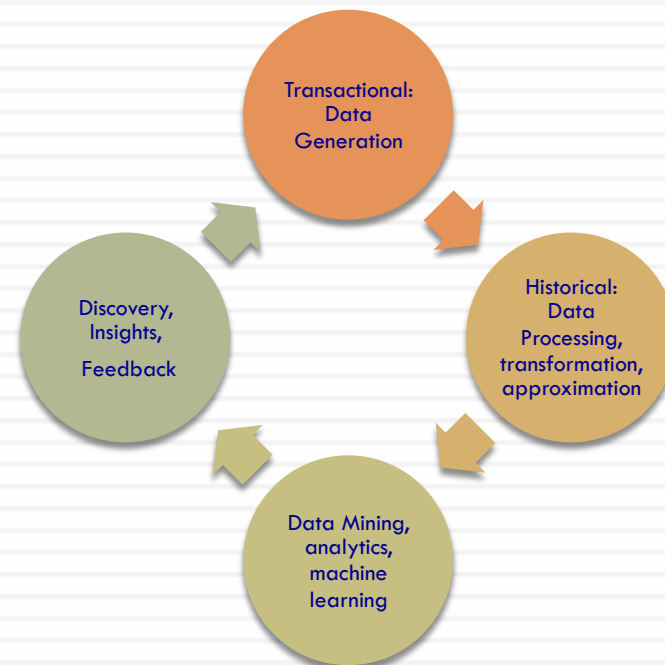 Transactional:
Data
Generation
Historical:
Data
Processing,
transformation,
approximation
Data Mining,
analytics,
machine
learning
Discovery,
Insights,
Feedback